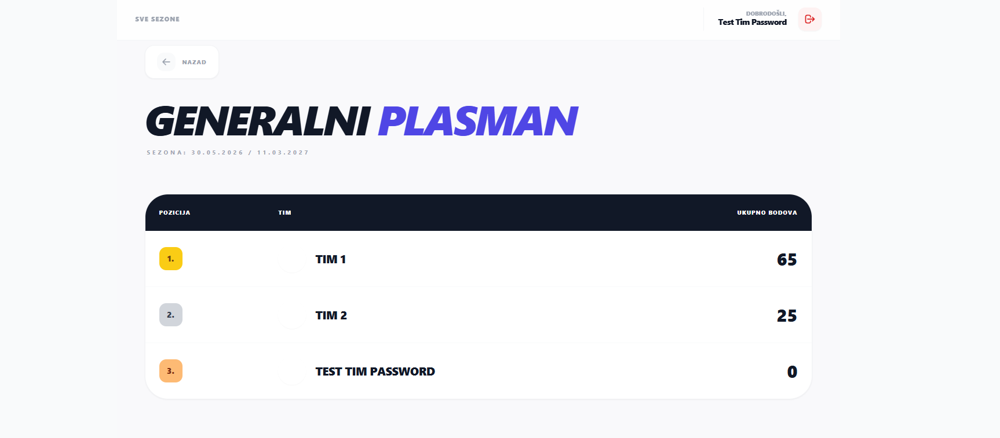 SVE SEZONE
DOBRODOŠLI,
Test Tim Password
NAZAD
GENERALNI PLASMAN
SEZONA: 30.05.2026 / 11.03.2027
POZICIJA TIM UKUPNO BODOVA
1. TIM 1 65
2. TIM 2 25
3. TEST TIM PASSWORD 0